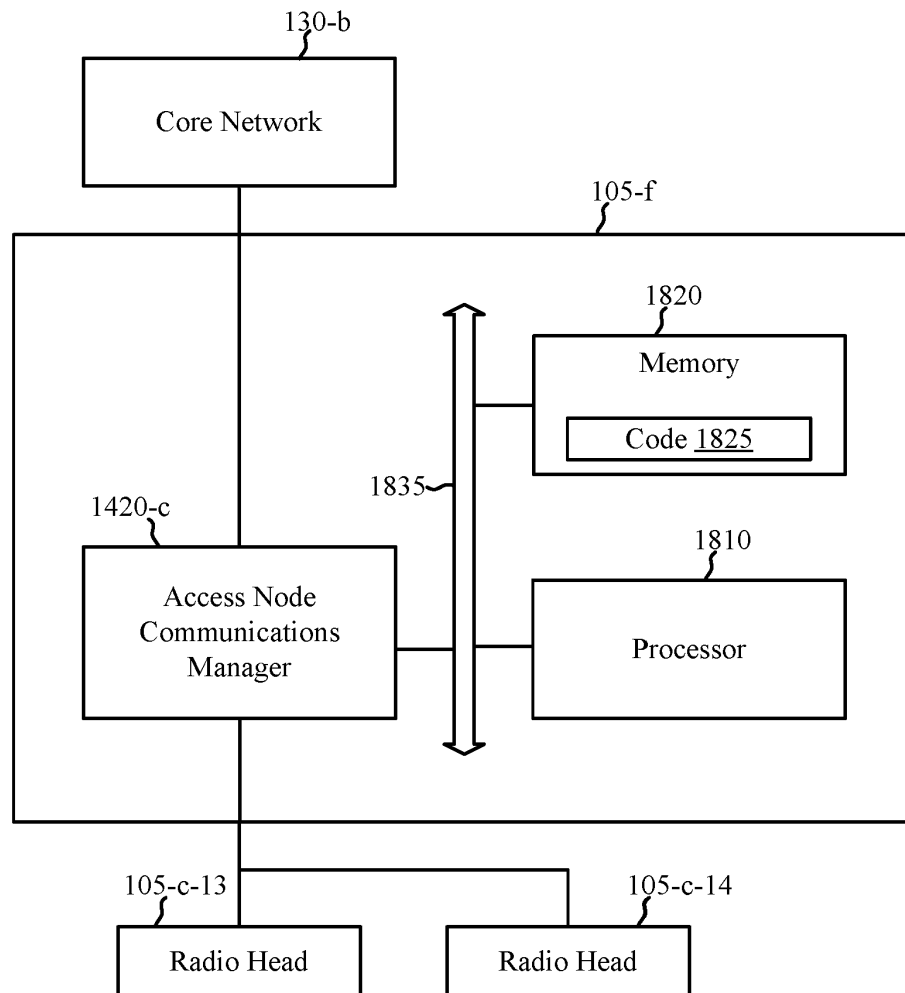 130-b
Core Network
105-f
1820
Memory
Code 1825
1835
1420-c
Access Node
Communications
Manager
1810
Processor
105-c-13
Radio Head
105-c-14
Radio Head